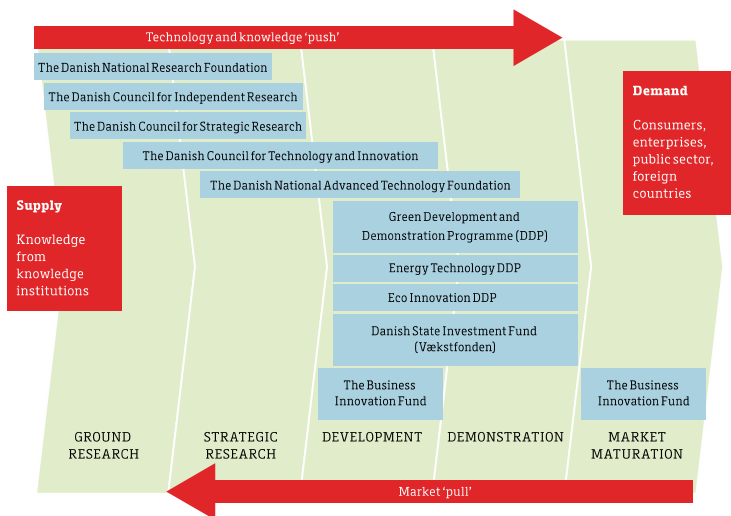 Technology and knowledge ‘push’
The Danish National Research Foundation
The Danish Council for Independent Research
The Danish Council for Strategic Research
The Danish Council for Technology and Innovation
The Danish National Advanced Technology Foundation
Demand
Consumers,
enterprises,
public sector,
foreign
countries
Supply
Knowledge
from
knowledge
institutions
Green Development and
Demonstration Programme (DDP)
Energy Technology DDP
Eco Innovation DDP
Danish State Investment Fund
(Vækstfonden)
The Business
Innovation Fund
The Business
Innovation Fund
GROUND
RESEARCH
STRATEGIC
RESEARCH
DEVELOPMENT
DEMONSTRATION
MARKET
MATURATION
Market ‘pull’